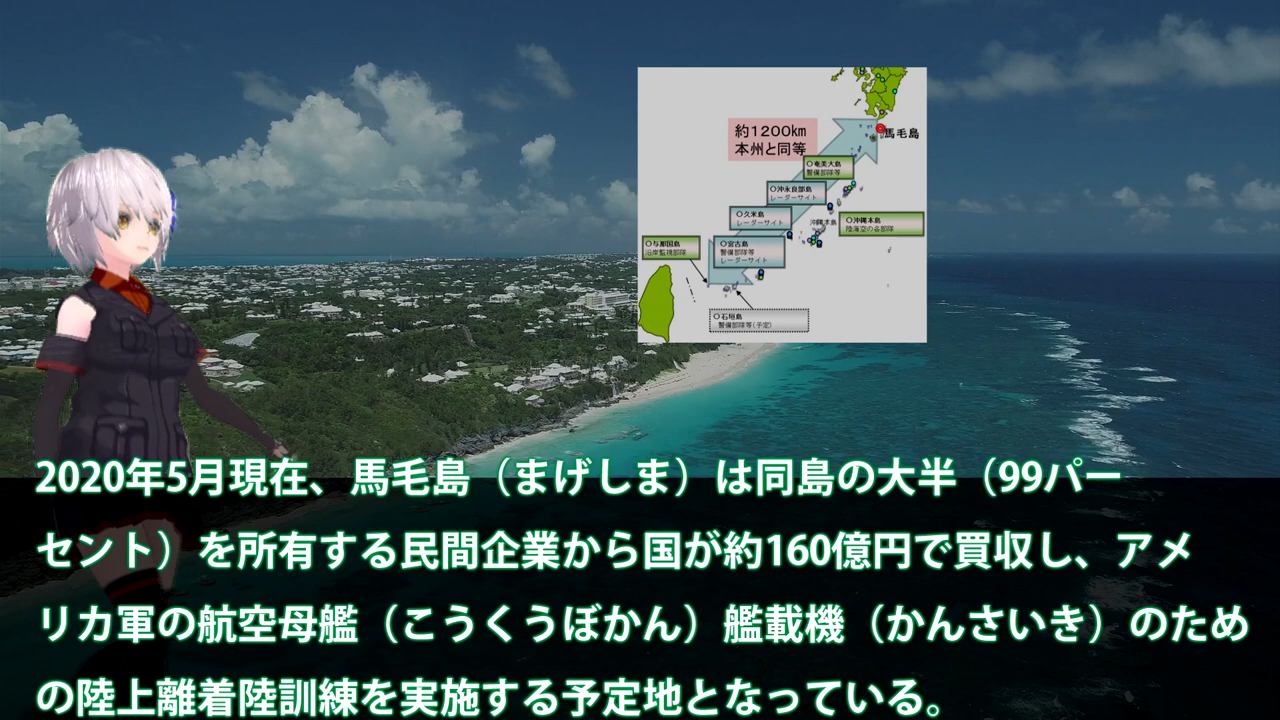 約1200km
本州と同等
馬毛島
○奄美大島
警備部隊等
○沖永良部島
レーダーサイト
○久米島
レーダーサイト
沖縄本島
○沖縄本島
陸海空の各部隊
○与那国島
沿岸監視部隊
○宮古島
警備部隊等
レーダーサイト
○石垣島
警備部隊等(予定)
2020年5月現在、馬毛島（まげしま）は同島の大半（99パー
セント）を所有する民間企業から国が約160億円で買収し、アメ
リカ軍の航空母艦（こうくうぼかん）艦載機（かんさいき）のため
の陸上離着陸訓練を実施する予定地となっている。